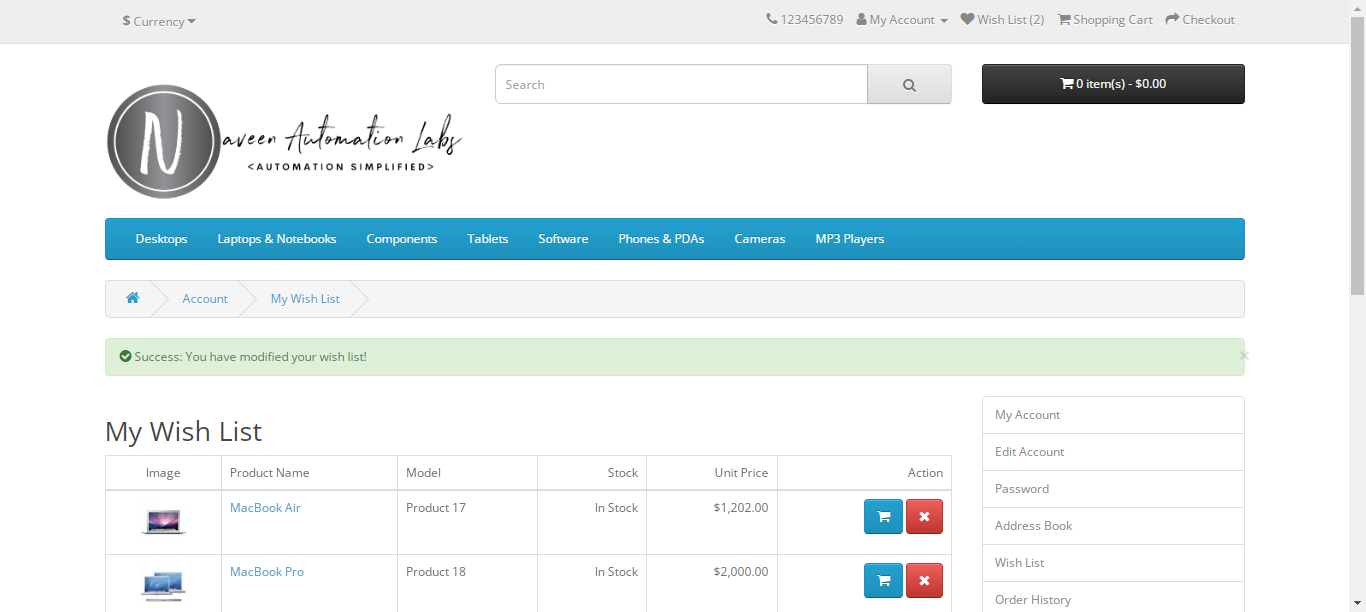 $ Currency
123456789 My Account Wish List (2) Shopping Cart Checkout
Search
0 item(s) - $0.00
N
aveen Automation Labs
<AUTOMATION SIMPLIFIED>
Desktops Laptops & Notebooks Components Tablets Software Phones & PDAs Cameras MP3 Players
Account My Wish List
Success: You have modified your wish list!
×
My Wish List
Image Product Name Model Stock Unit Price Action
MacBook Air Product 17 In Stock $1,202.00
MacBook Pro Product 18 In Stock $2,000.00
My Account
Edit Account
Password
Address Book
Wish List
Order History